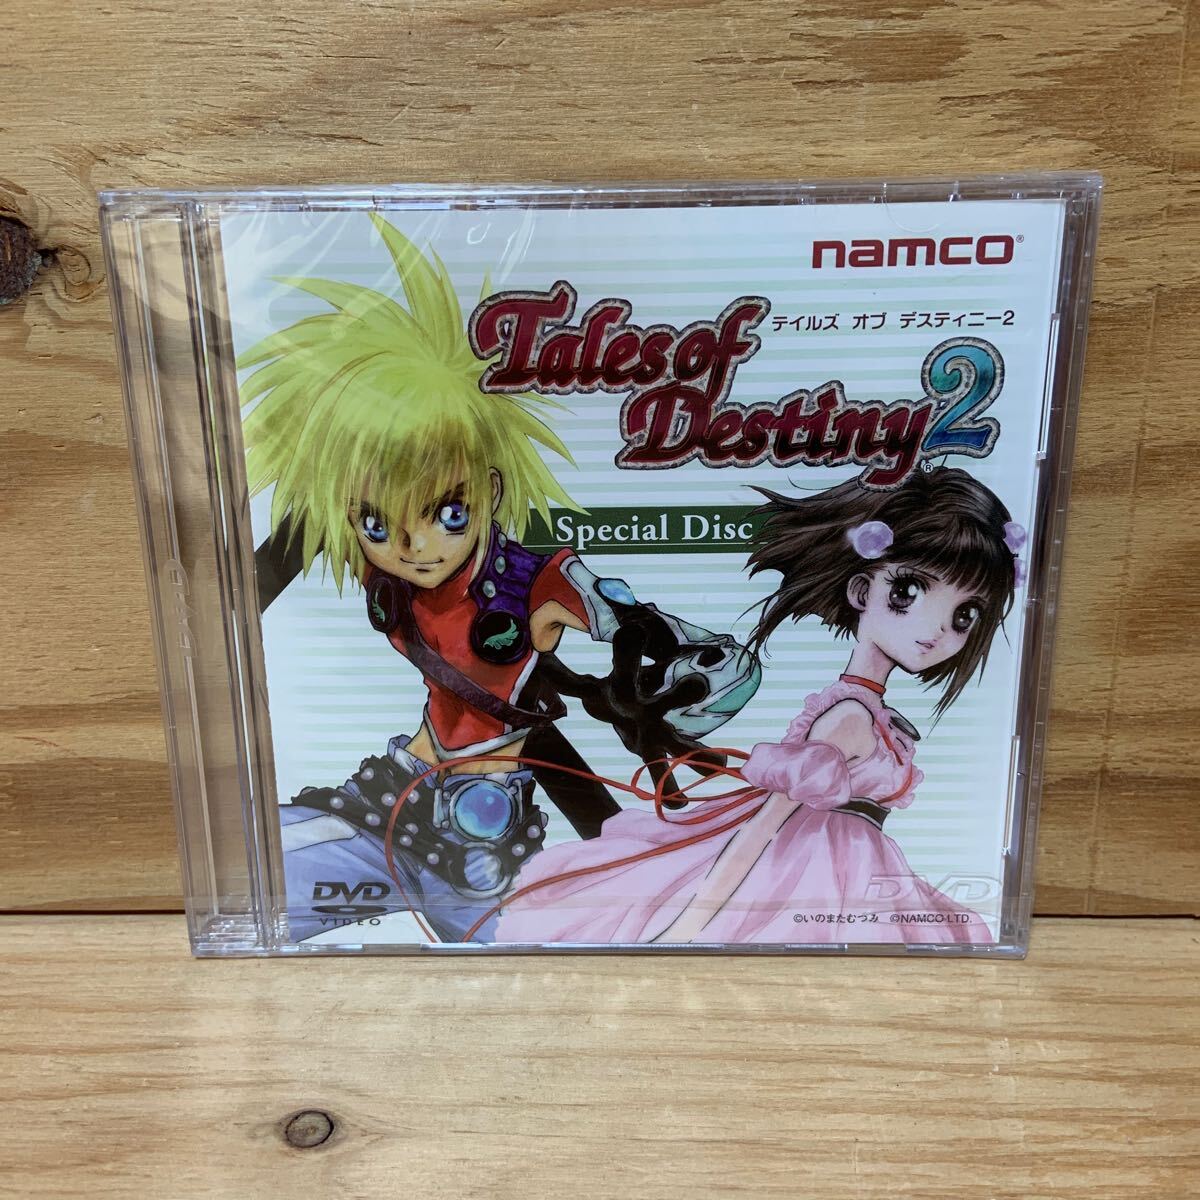 namco®
Tales of
テイルズ オブ デスティニー2
Destiny 2®
Special Disc
DVD
VIDEO
DVD
©いのまたむつみ ©NAMCO LTD.
DVD